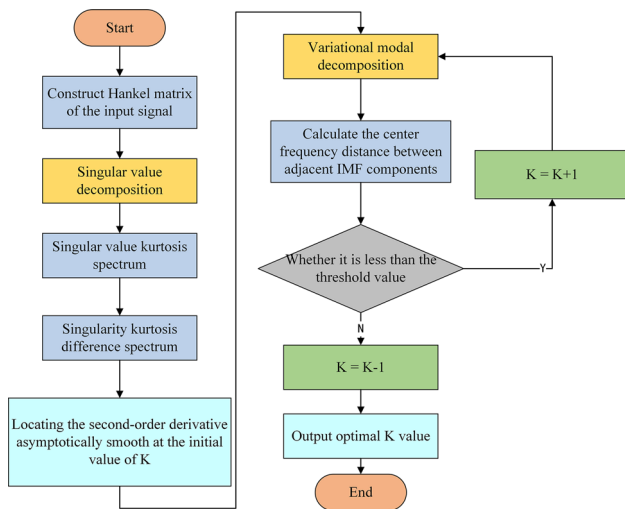 Start
Construct Hankel matrix
of the input signal
Singular value
decomposition
Singular value kurtosis
spectrum
Singularity kurtosis
difference spectrum
Locating the second-order derivative
asymptotically smooth at the initial
value of K
Variational modal
decomposition
Calculate the center
frequency distance between
adjacent IMF components
Whether it is less than the
threshold value
Y
K = K+1
N
K = K-1
Output optimal K value
End